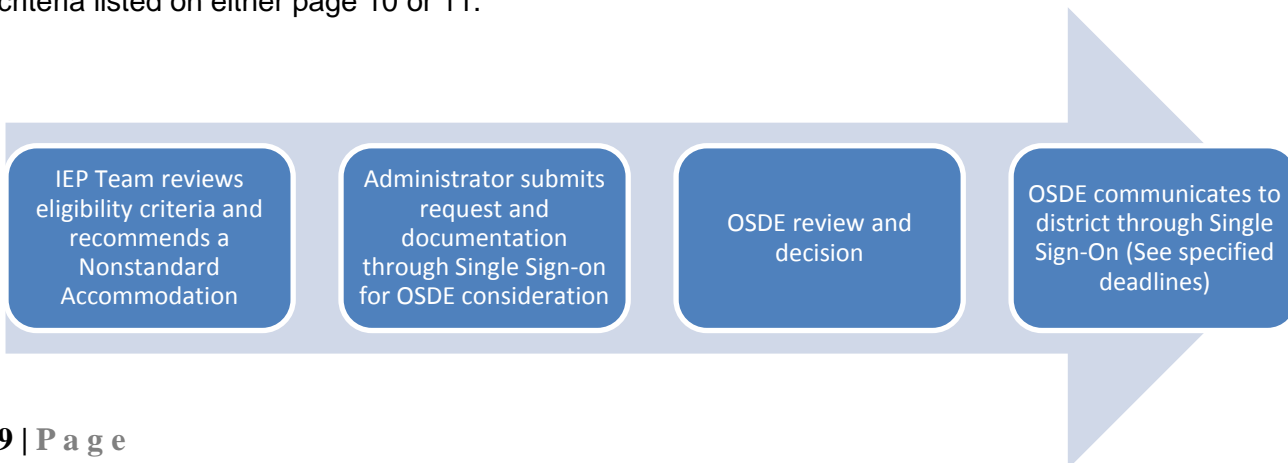 criteria listed on either page 10 or 11.
IEP Team reviews
eligibility criteria and
recommends a
Nonstandard
Accommodation
Administrator submits
request and
documentation
through Single Sign-on
for OSDE consideration
OSDE review and
decision
OSDE communicates to
district through Single
Sign-On (See specified
deadlines)
9 | P a g e